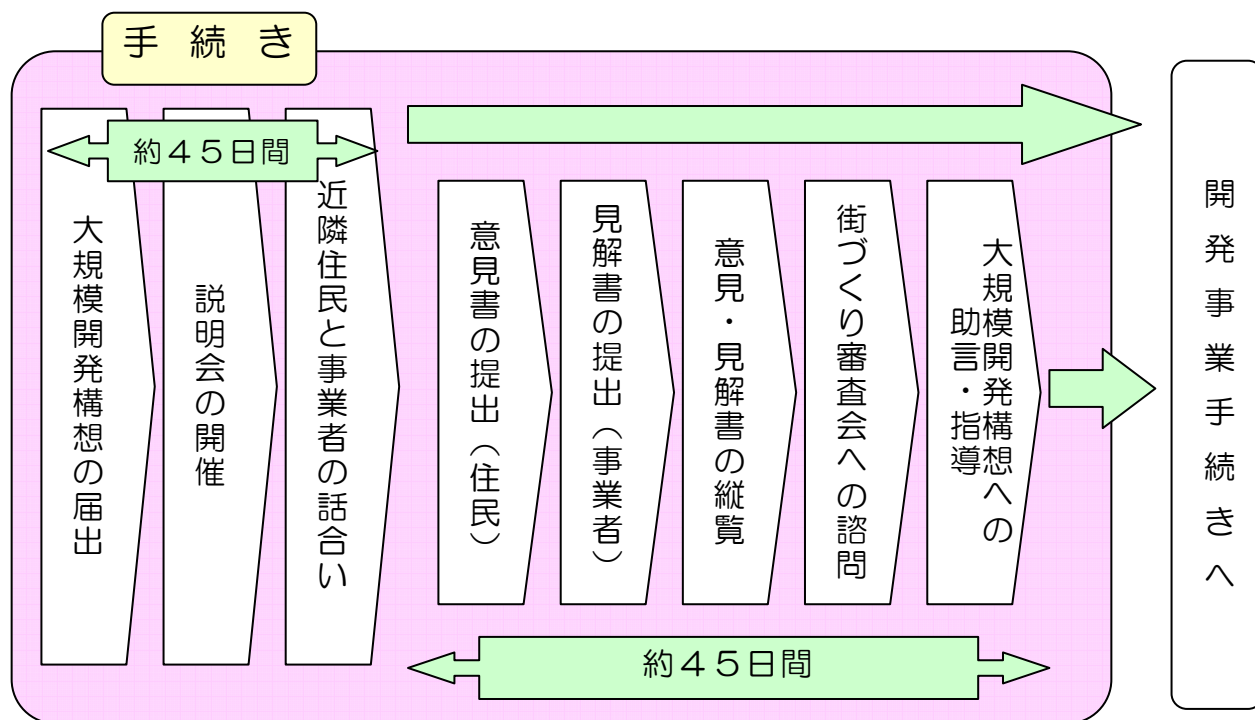 手続き
約４５日間
大規模開発構想の届出
説明会の開催
近隣住民と事業者の話合い
意見書の提出（住民）
見解書の提出（事業者）
意見・見解書の縦覧
街づくり審査会への諮問
大規模開発構想への
助言・指導
約４５日間
開発事業手続きへ